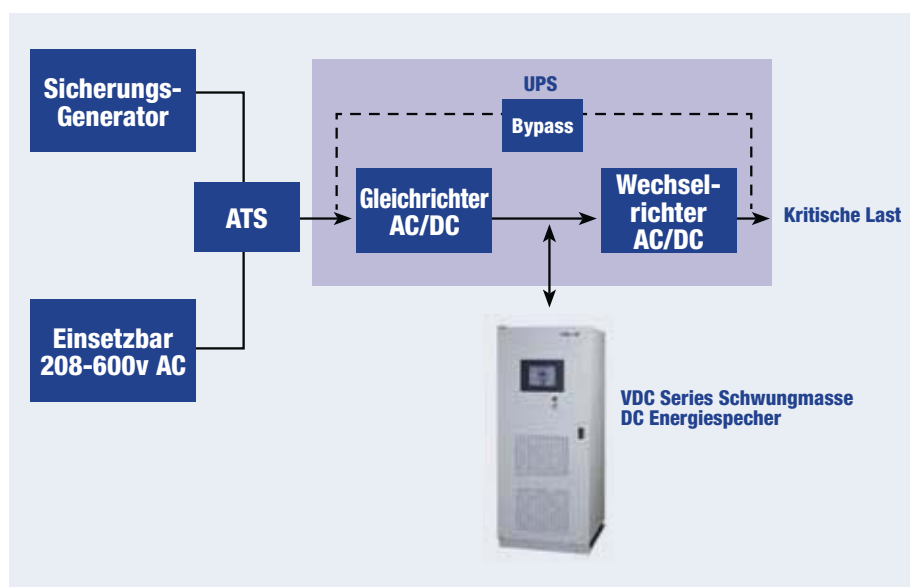 Sicherungs-
Generator
UPS
Bypass
ATS
Gleichrichter
AC/DC
Wechsel-
richter
AC/DC
Kritische Last
Einsetzbar
208-600v AC
VDC Series Schwungmasse
DC Energiespecher